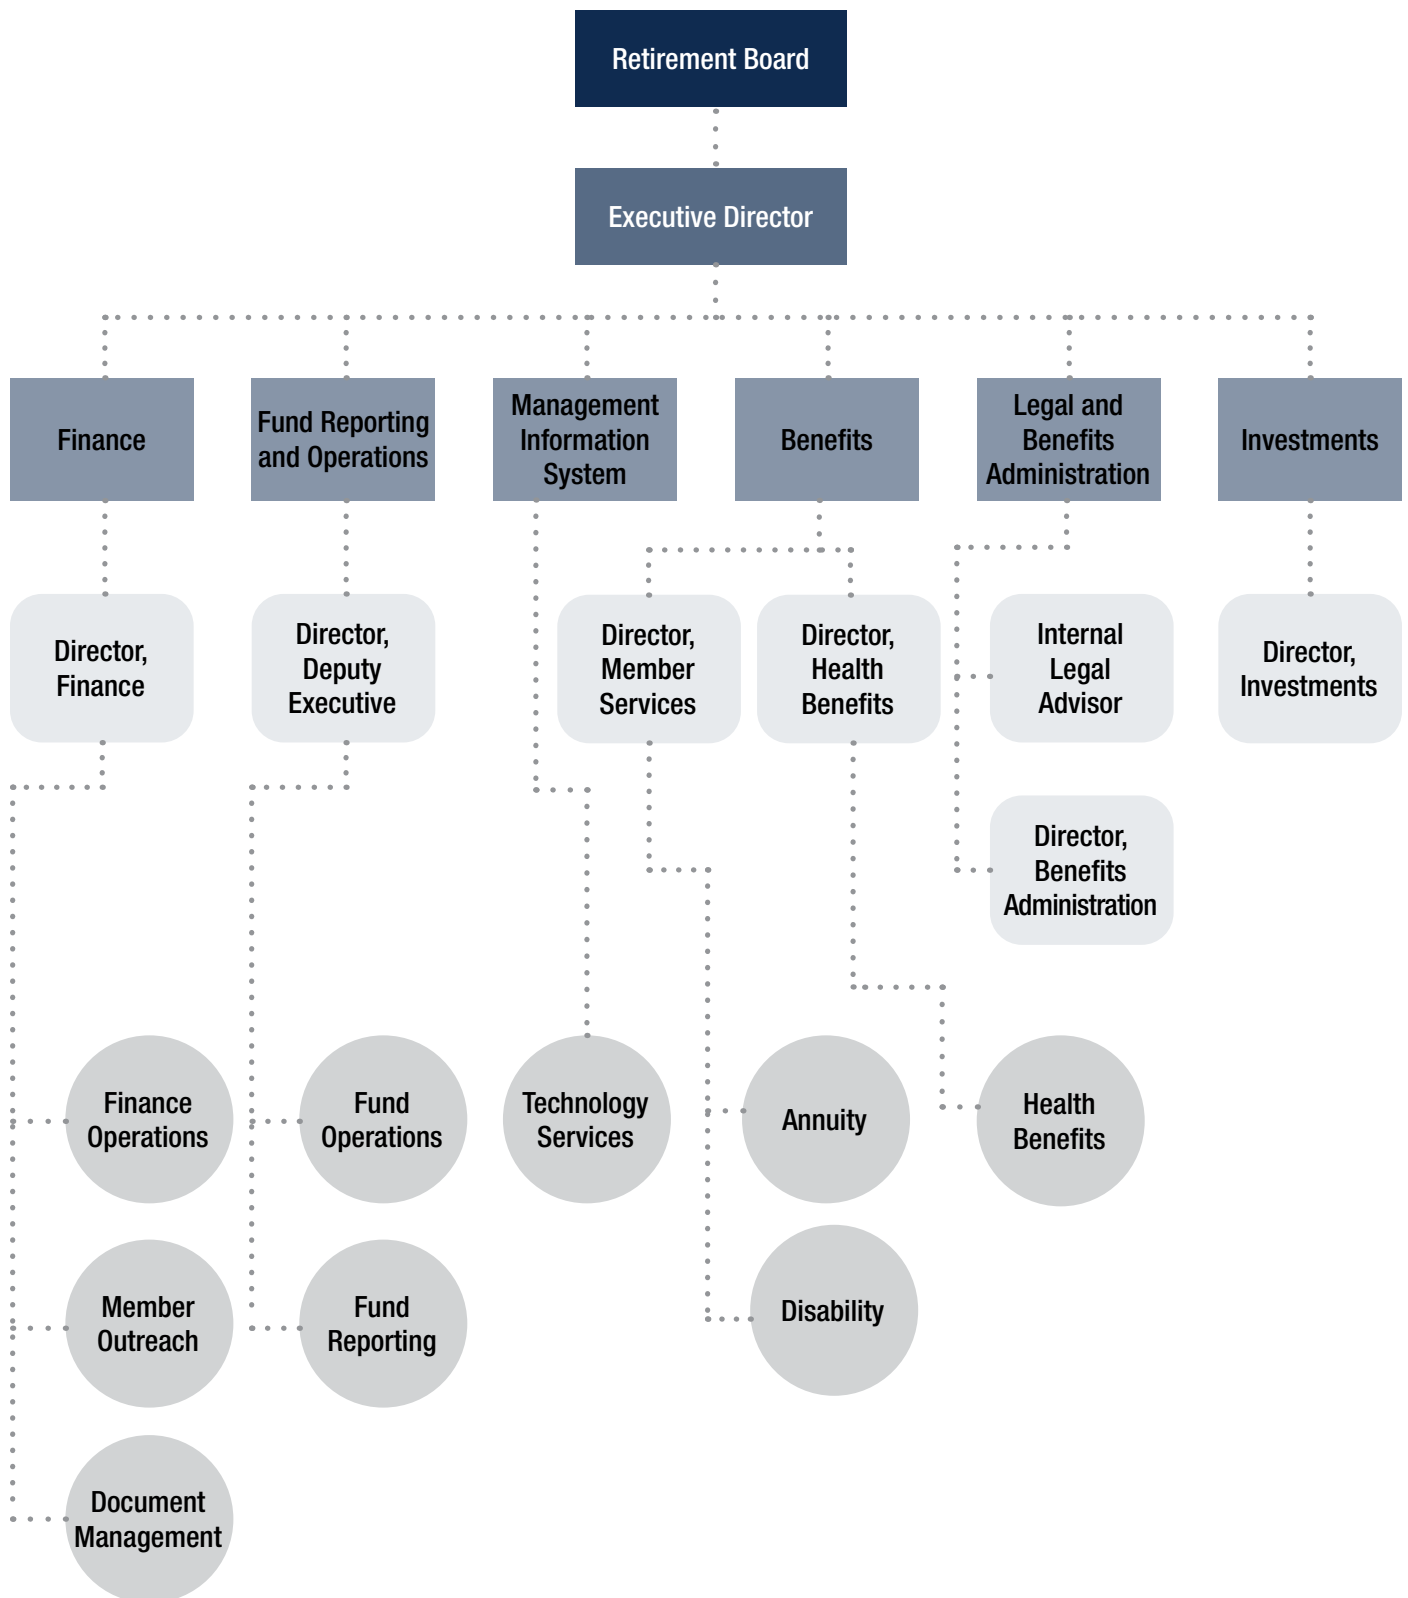 Retirement Board
Executive Director
Finance
Fund Reporting
and Operations
Management
Information
System
Benefits
Legal and
Benefits
Administration
Investments
Director,
Finance
Director,
Deputy
Executive
Director,
Member
Services
Director,
Health
Benefits
Internal
Legal
Advisor
Director,
Investments
Director,
Benefits
Administration
Finance
Operations
Fund
Operations
Technology
Services
Annuity
Health
Benefits
Member
Outreach
Fund
Reporting
Disability
Document
Management